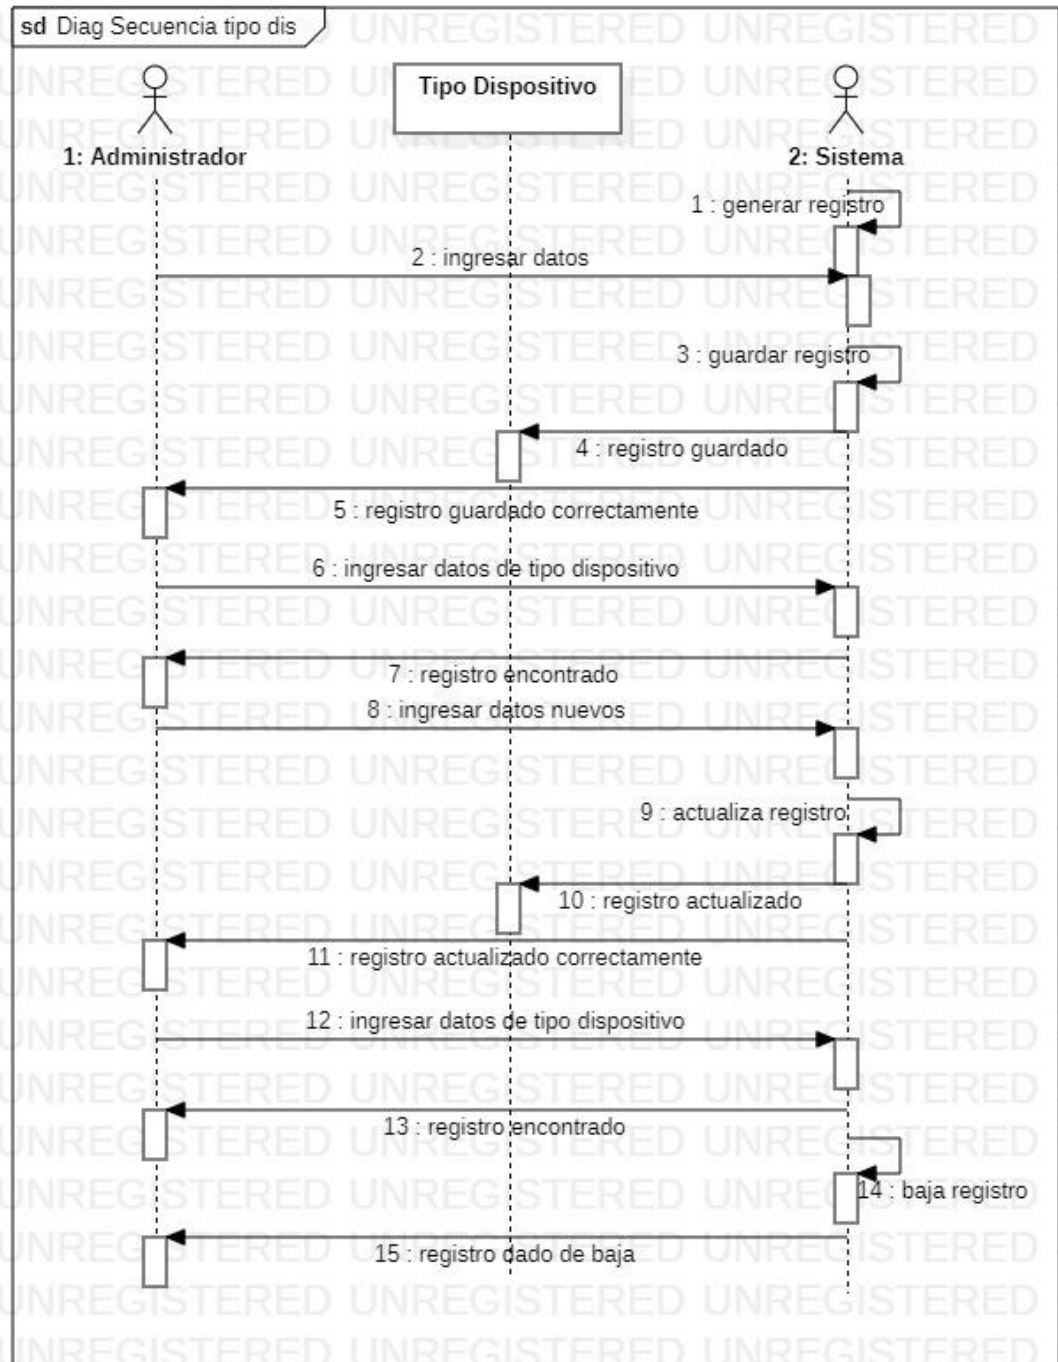 sd Diag Secuencia tipo dis
Tipo Dispositivo
1: Administrador
2: Sistema
1 : generar registro
2 : ingresar datos
3 : guardar registro
4 : registro guardado
5 : registro guardado correctamente
6 : ingresar datos de tipo dispositivo
7 : registro encontrado
8 : ingresar datos nuevos
9 : actualiza registro
10 : registro actualizado
11 : registro actualizado correctamente
12 : ingresar datos de tipo dispositivo
13 : registro encontrado
14 : baja registro
15 : registro dado de baja
UNREGISTERED